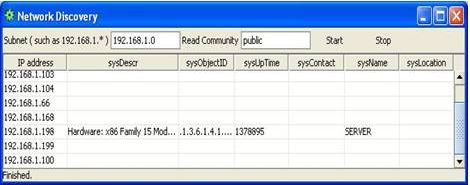 Network Discovery
Subnet ( such as 192.168.1.* ) 192.168.1.0 Read Community public Start Stop
IP address sysDescr sysObjectID sysUpTime sysContact sysName sysLocation
192.168.1.103
192.168.1.104
192.168.1.66
192.168.1.168
192.168.1.198 Hardware: x86 Family 15 Mod... .1.3.6.1.4.1.... 1378895 SERVER
192.168.1.199
192.168.1.100
Finished.